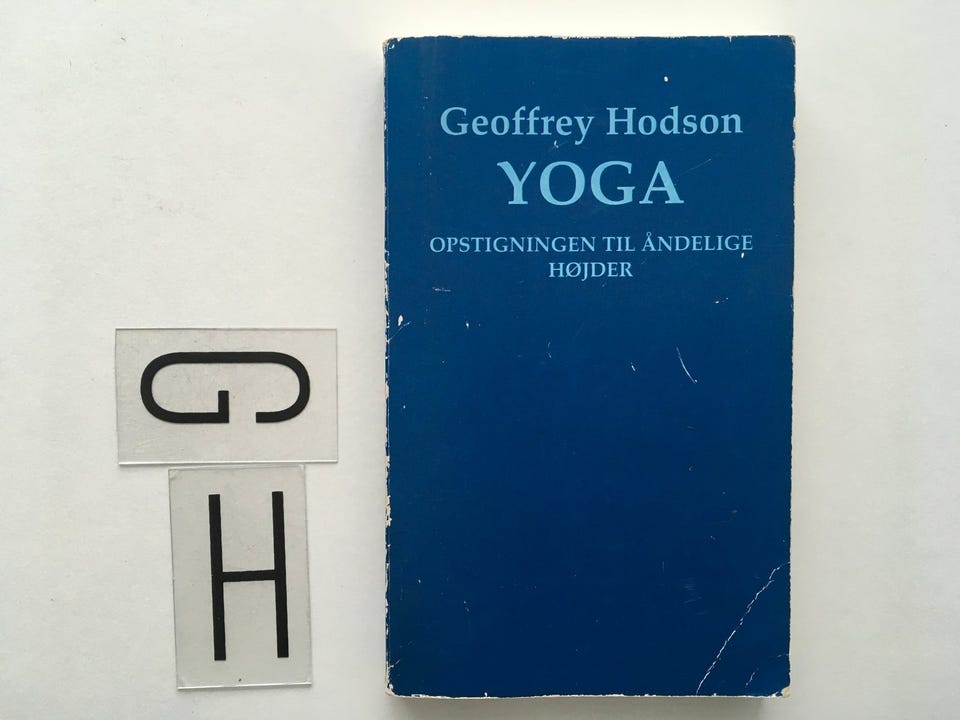 Geoffrey Hodson
YOGA
OPSTIGNINGEN TIL ÅNDELIGE
HØJDER
G
H